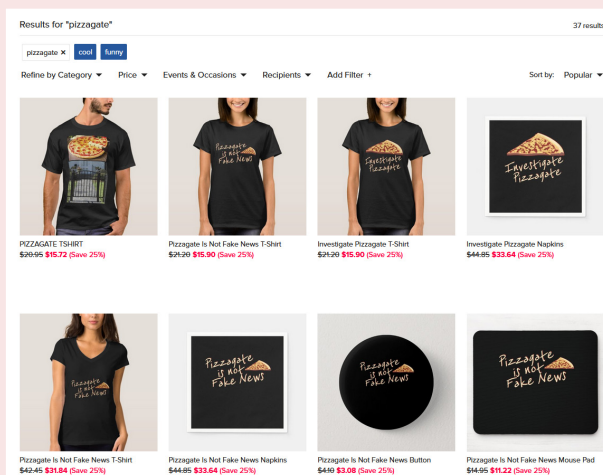 Results for "pizzagate"
37 results
pizzagate ×
cool
funny
Refine by Category
Price
Events & Occasions
Recipients
Add Filter +
Sort by: Popular
Pizzagate
is not
Fake News
Investigate
Pizzagate
Investigate
Pizzagate
PIZZAGATE TSHIRT
$20.95 $15.72 (Save 25%)
Pizzagate Is Not Fake News T-Shirt
$21.20 $15.90 (Save 25%)
Investigate Pizzagate T-Shirt
$21.20 $15.90 (Save 25%)
Investigate Pizzagate Napkins
$44.85 $33.64 (Save 25%)
Pizzagate
is not
Fake News
Pizzagate
is not
Fake News
Pizzagate
is not
Fake News
Pizzagate
is not
Fake News
Pizzagate Is Not Fake News T-Shirt
$42.45 $31.84 (Save 25%)
Pizzagate Is Not Fake News Napkins
$44.85 $33.64 (Save 25%)
Pizzagate Is Not Fake News Button
$4.10 $3.08 (Save 25%)
Pizzagate Is Not Fake News Mouse Pad
$14.95 $11.22 (Save 25%)